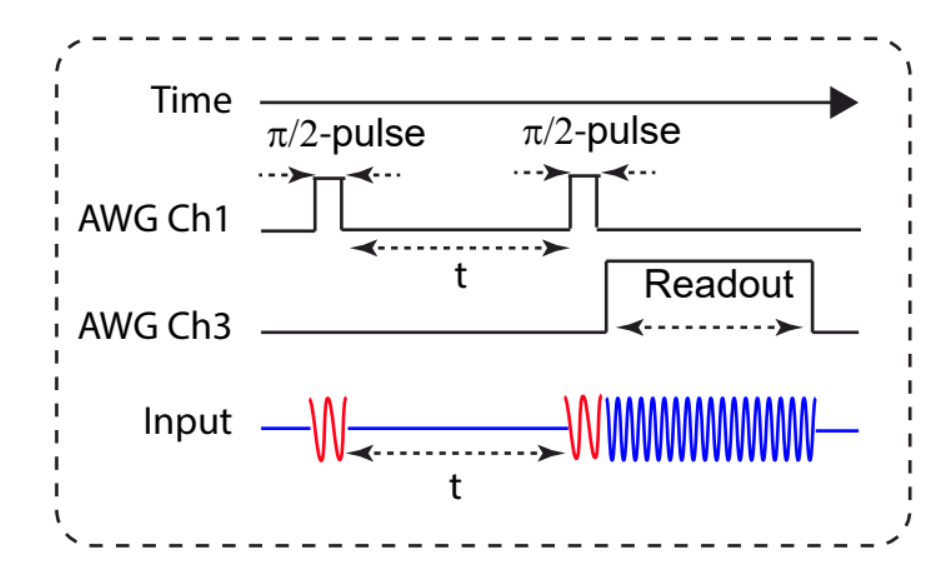 Time
π/2-pulse
π/2-pulse
AWG Ch1
t
Readout
AWG Ch3
Input
t